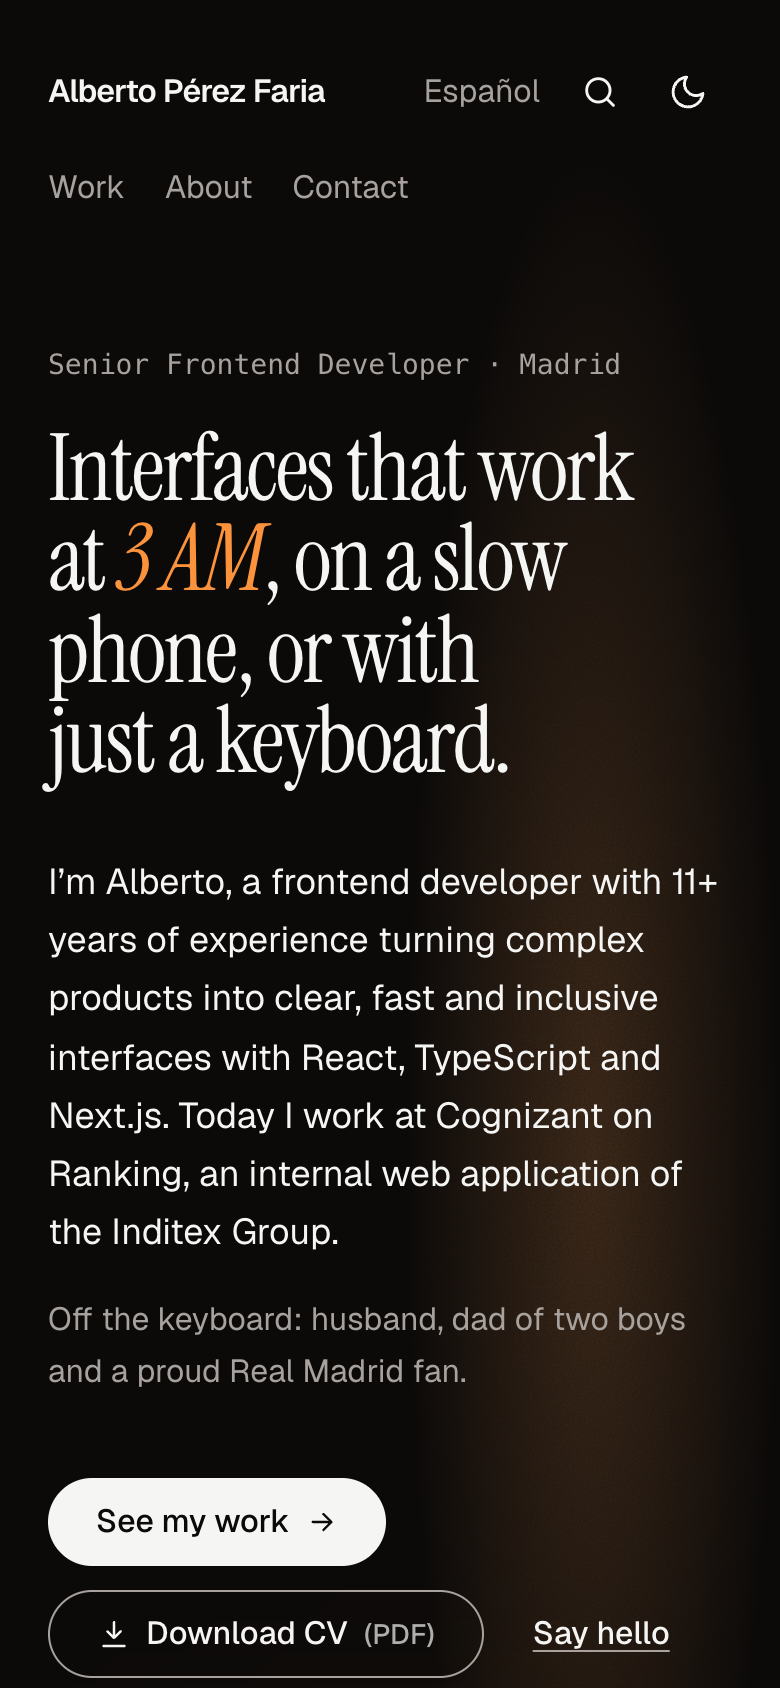 Alberto Pérez Faria
Español
Work About Contact
Senior Frontend Developer · Madrid
Interfaces that work
at 3 AM, on a slow
phone, or with
just a keyboard.
I’m Alberto, a frontend developer with 11+
years of experience turning complex
products into clear, fast and inclusive
interfaces with React, TypeScript and
Next.js. Today I work at Cognizant on
Ranking, an internal web application of
the Inditex Group.
Off the keyboard: husband, dad of two boys
and a proud Real Madrid fan.
See my work →
Download CV (PDF)
Say hello